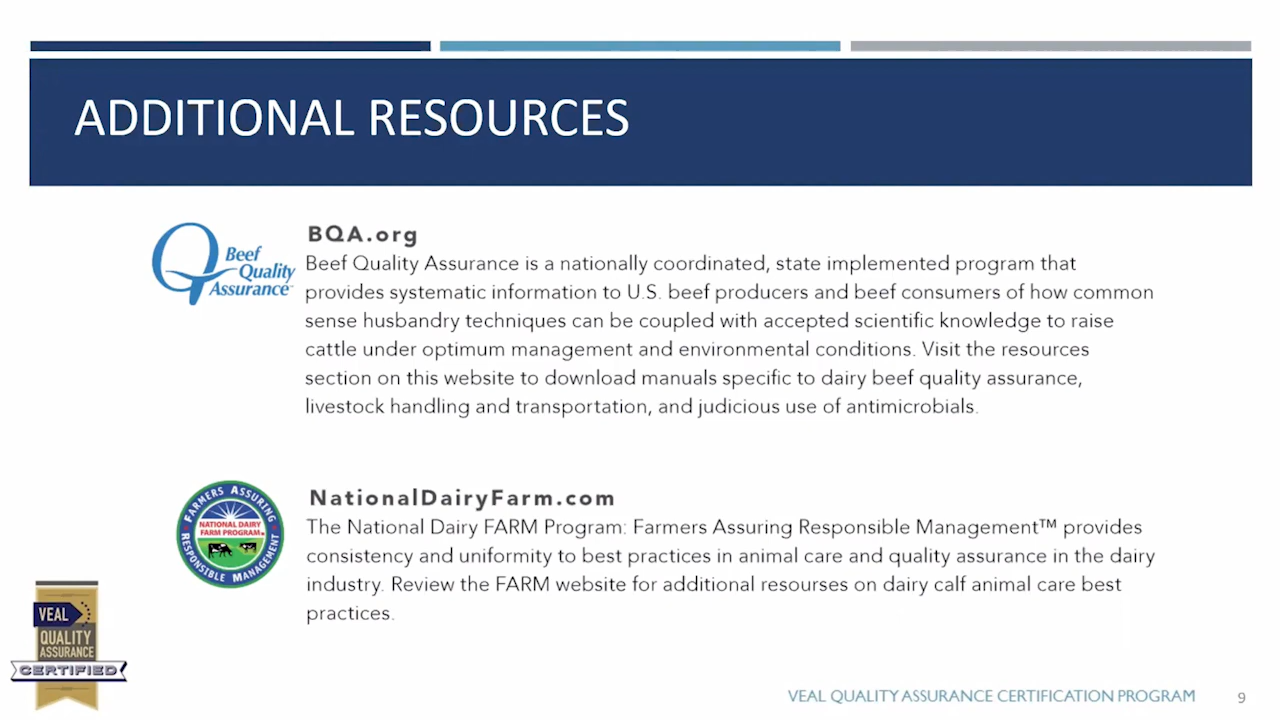 ADDITIONAL RESOURCES
BQA.org
Beef
Quality
Assurance™
Beef Quality Assurance is a nationally coordinated, state implemented program that
provides systematic information to U.S. beef producers and beef consumers of how common
sense husbandry techniques can be coupled with accepted scientific knowledge to raise
cattle under optimum management and environmental conditions. Visit the resources
section on this website to download manuals specific to dairy beef quality assurance,
livestock handling and transportation, and judicious use of antimicrobials.
NationalDairyFarm.com
FARMERS ASSURING
RESPONSIBLE MANAGEMENT
NATIONAL DAIRY
FARM PROGRAM
The National Dairy FARM Program: Farmers Assuring Responsible Management™ provides
consistency and uniformity to best practices in animal care and quality assurance in the dairy
industry. Review the FARM website for additional resourses on dairy calf animal care best
practices.
VEAL
QUALITY
ASSURANCE
CERTIFIED
VEAL QUALITY ASSURANCE CERTIFICATION PROGRAM
9